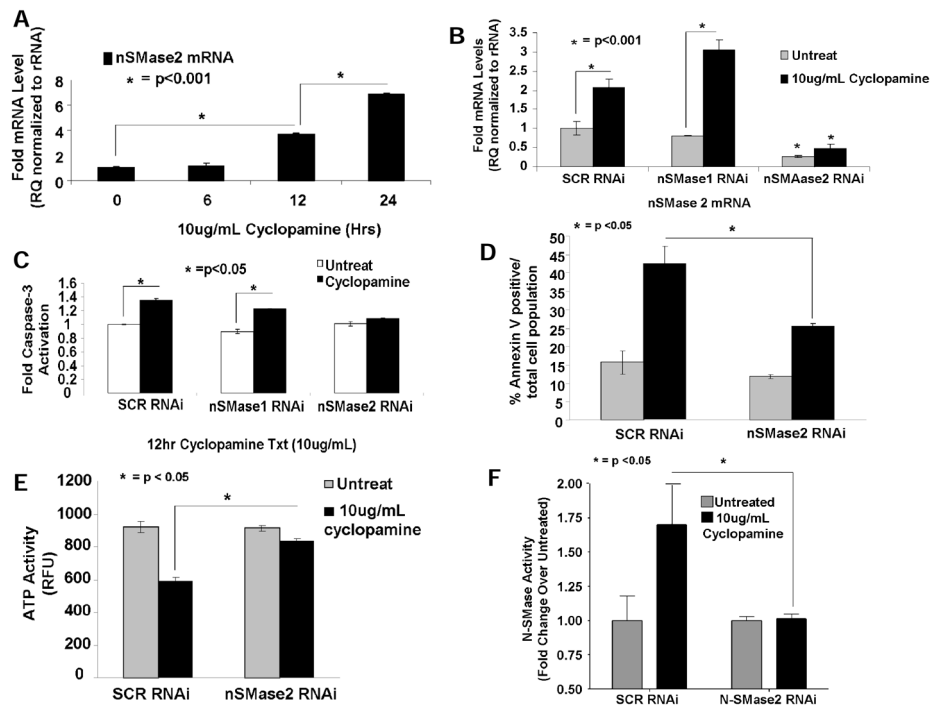 A
Fold mRNA Level
(RQ normalized to rRNA)
nSMase2 mRNA
* = p<0.001
*
*
8
6
4
2
0
0 6 12 24
10ug/mL Cyclopamine (Hrs)
B
Fold mRNA Levels
(RQ normalized to rRNA)
* = p<0.001
Untreat
10ug/mL Cyclopamine
*
*
* *
3.5
3
2.5
2
1.5
1
0.5
0
SCR RNAi nSMase1 RNAi nSMAase2 RNAi
nSMase 2 mRNA
C
Fold Caspase-3
Activation
* =p<0.05
Untreat
Cyclopamine
*
*
1.6
1.4
1.2
1
0.8
0.6
0.4
0.2
0
SCR RNAi nSMase1 RNAi nSMase2 RNAi
12hr Cyclopamine Txt (10ug/mL)
D
% Annexin V positive/
total cell population
* = p <0.05
*
45
40
35
30
25
20
15
10
5
0
SCR RNAi nSMase2 RNAi
E
ATP Activity
(RFU)
* = p < 0.05
Untreat
10ug/mL
cyclopamine
*
1200
1000
800
600
400
200
0
SCR RNAi nSMase2 RNAi
F
N-SMase Activity
(Fold Change Over Untreated)
* = p <0.05
Untreated
10ug/mL
Cyclopamine
*
2.00
1.75
1.50
1.25
1.00
0.75
0.50
SCR RNAi N-SMase2 RNAi